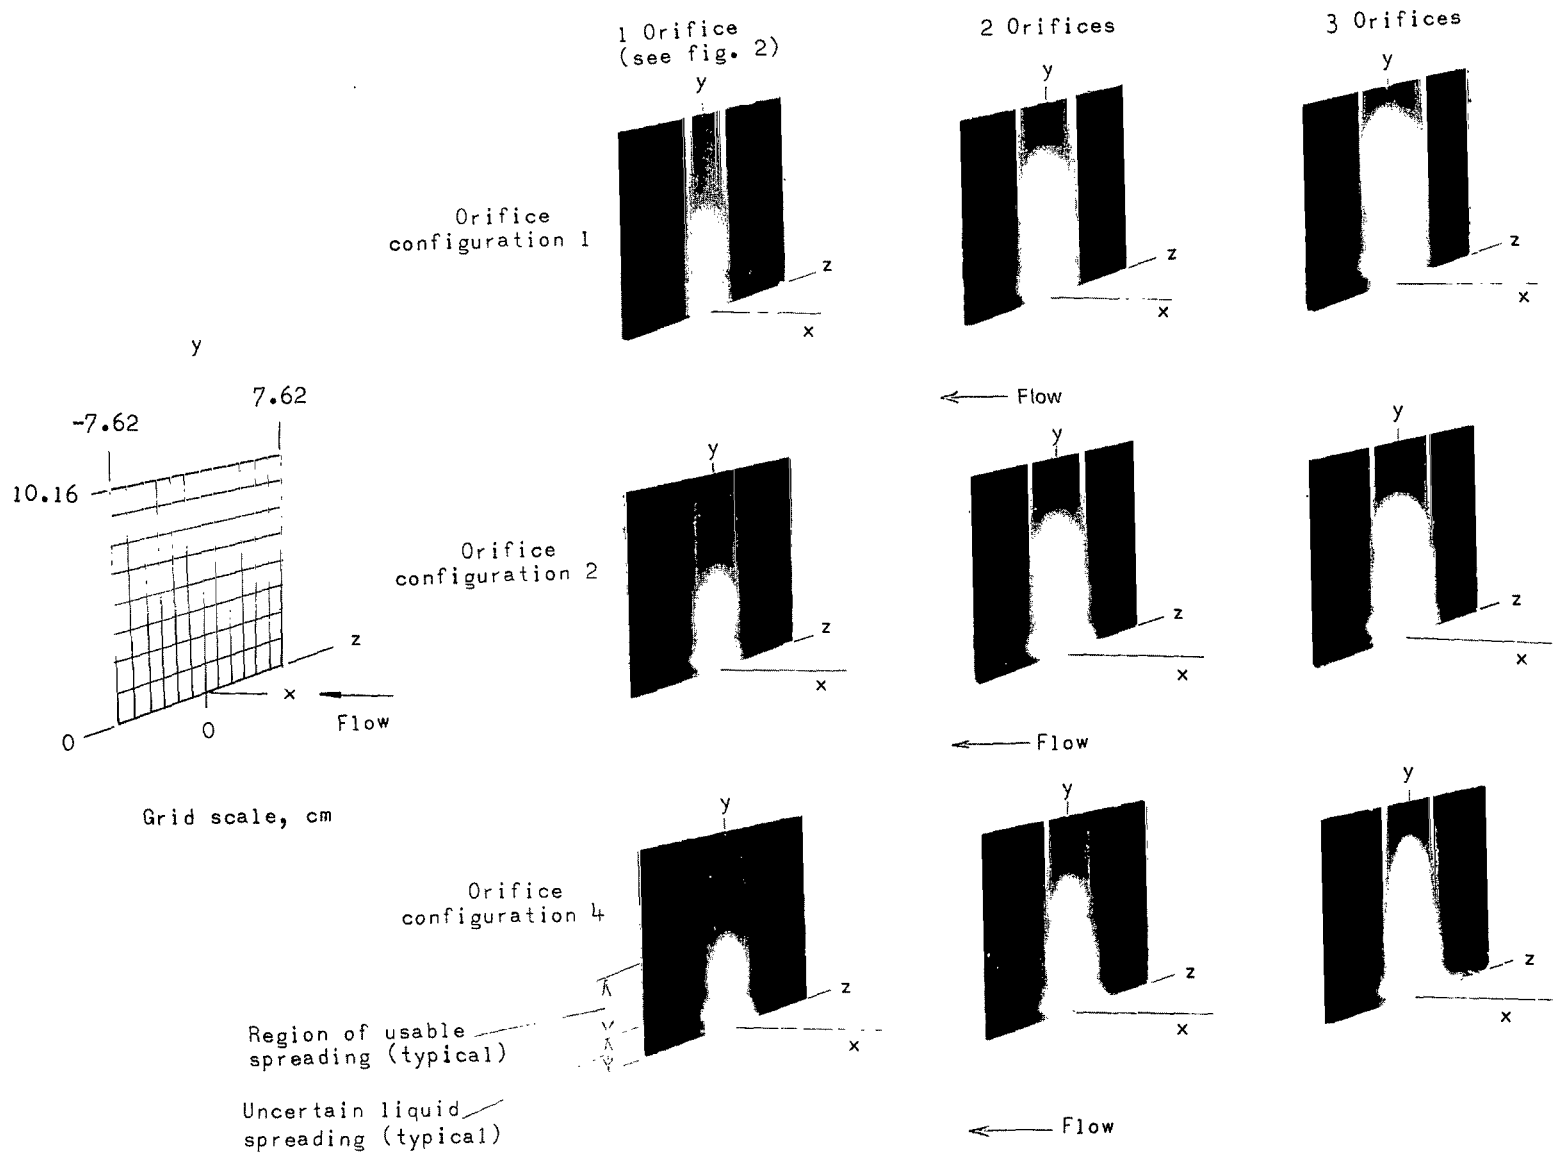 1 Orifice
(see fig. 2)
2 Orifices
3 Orifices
y
y
y
Orifice
configuration 1
z
x
z
x
z
x
Flow
y
-7.62
7.62
10.16
z
x
Flow
0
0
Grid scale, cm
Orifice
configuration 2
y
y
y
z
x
z
x
z
x
Flow
Orifice
configuration 4
y
y
y
z
x
z
x
z
x
Region of usable
spreading (typical)
Uncertain liquid
spreading (typical)
Flow